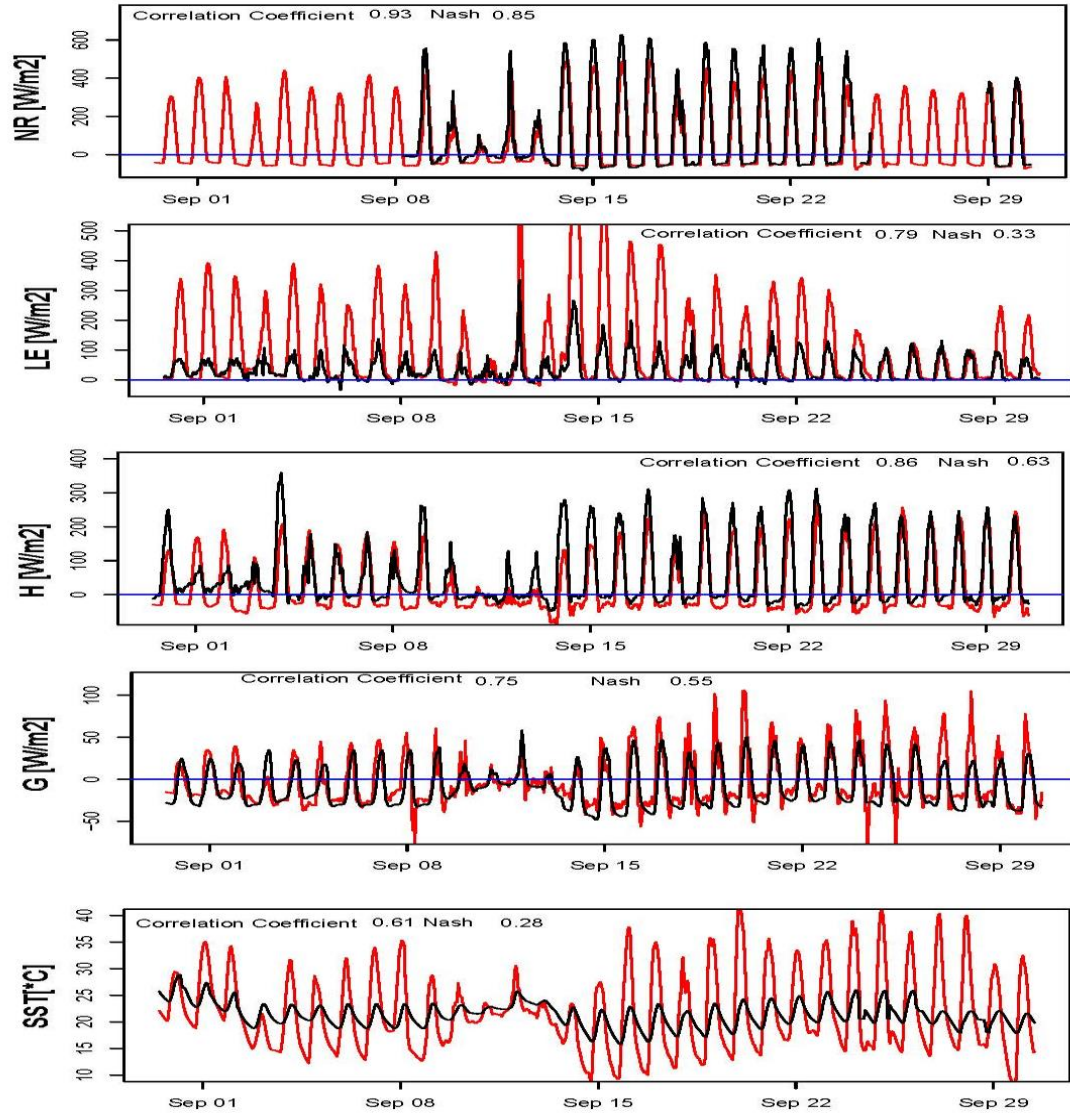 Correlation Coefficient 0.93 Nash 0.85
NR [W/m2]
600
400
200
0
Sep 01 Sep 08 Sep 15 Sep 22 Sep 29
Correlation Coefficient 0.79 Nash 0.33
LE [W/m2]
500
400
300
200
100
0
Sep 01 Sep 08 Sep 15 Sep 22 Sep 29
Correlation Coefficient 0.86 Nash 0.63
H [W/m2]
400
300
200
100
0
Sep 01 Sep 08 Sep 15 Sep 22 Sep 29
Correlation Coefficient 0.75 Nash 0.55
G [W/m2]
100
50
0
-50
Sep 01 Sep 08 Sep 15 Sep 22 Sep 29
Correlation Coefficient 0.61 Nash 0.28
SST[*C]
40
35
30
25
20
15
10
Sep 01 Sep 08 Sep 15 Sep 22 Sep 29